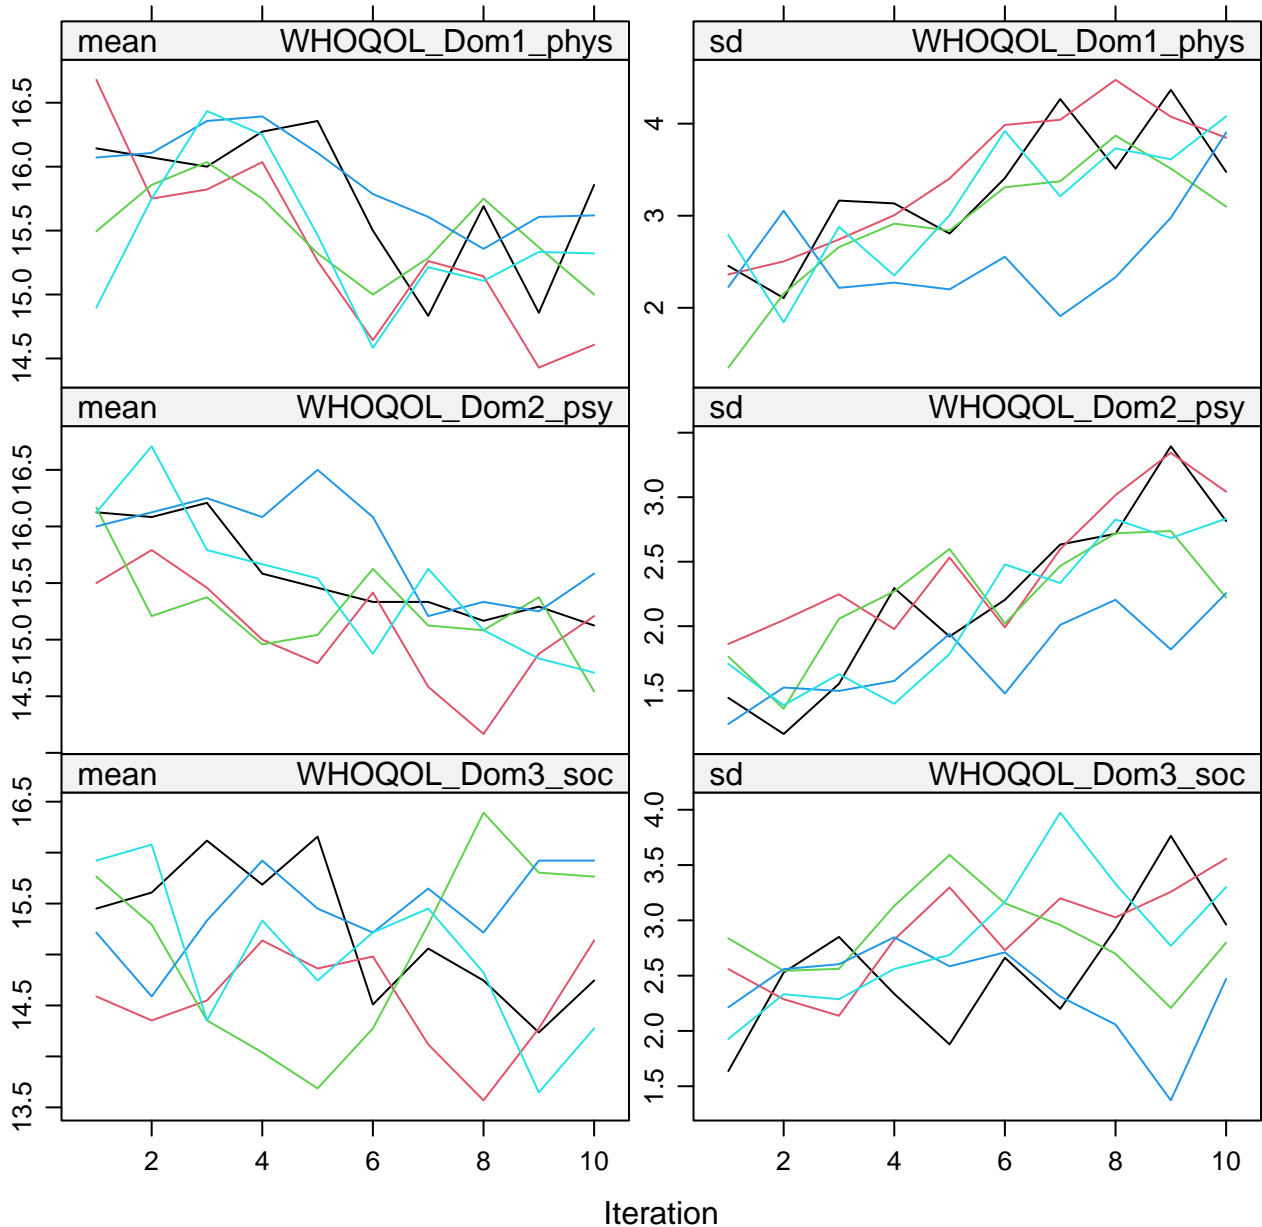 mean WHOQOL_Dom1_phys
sd WHOQOL_Dom1_phys
14.5 15.0 15.5 16.0 16.5
2 3 4
mean WHOQOL_Dom2_psy
sd WHOQOL_Dom2_psy
14.5 15.0 15.5 16.0 16.5
1.5 2.0 2.5 3.0
mean WHOQOL_Dom3_soc
sd WHOQOL_Dom3_soc
13.5 14.5 15.5 16.5
1.5 2.0 2.5 3.0 3.5 4.0
2 4 6 8 10
2 4 6 8 10
Iteration